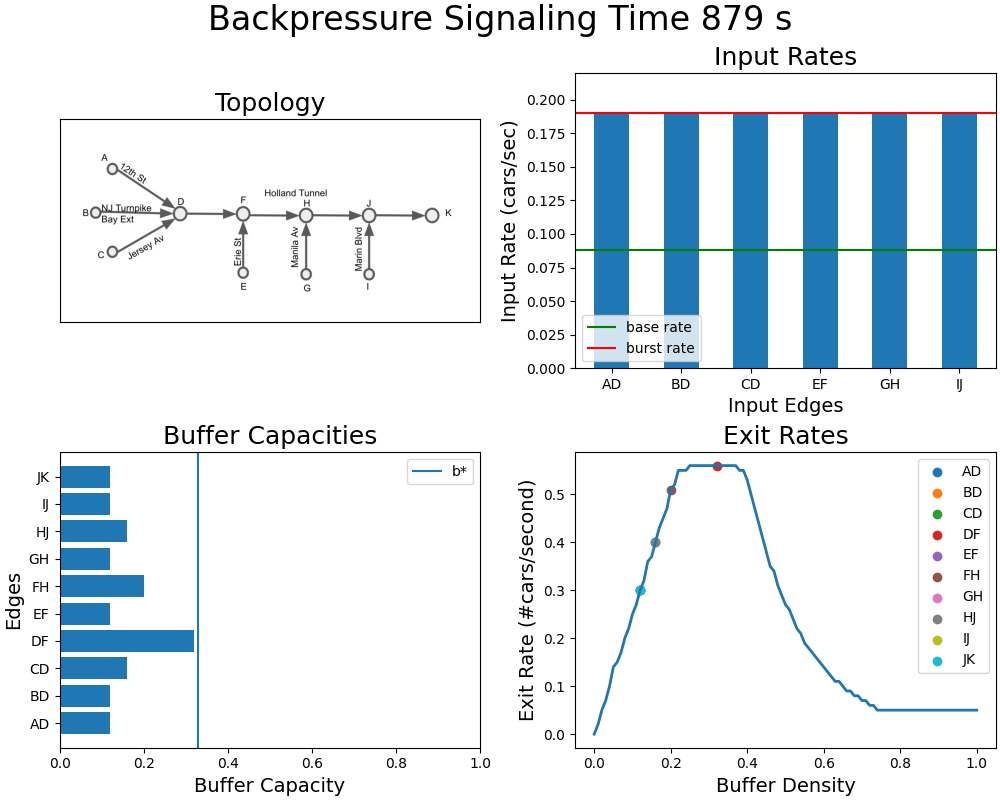 Backpressure Signaling Time 879 s
Topology
A
12th St
B
NJ Turnpike
Bay Ext
C
Jersey Av
D
F
Holland Tunnel
H
J
K
Erie St
Manila Av
Marin Blvd
E
G
I
Input Rates
Input Rate (cars/sec)
0.200
0.175
0.150
0.125
0.100
0.075
0.050
0.025
0.000
base rate
burst rate
AD BD CD EF GH IJ
Input Edges
Buffer Capacities
Edges
JK
IJ
HJ
GH
FH
EF
DF
CD
BD
AD
b*
0.0 0.2 0.4 0.6 0.8 1.0
Buffer Capacity
Exit Rates
Exit Rate (#cars/second)
0.5
0.4
0.3
0.2
0.1
0.0
AD
BD
CD
DF
EF
FH
GH
HJ
IJ
JK
0.0 0.2 0.4 0.6 0.8 1.0
Buffer Density